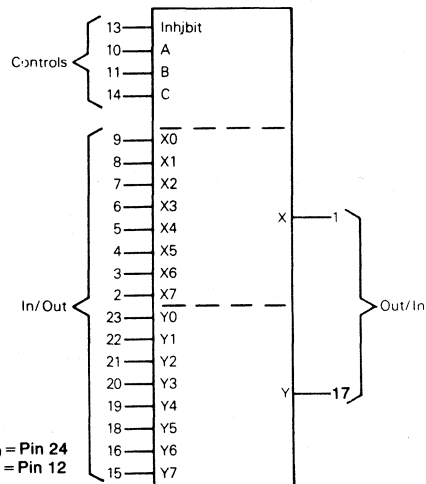 13 Inhjbit
10 A
Controls
11 B
14 C
9 X0
8 X1
7 X2
6 X3
5 X4
4 X5
3 X6
2 X7
X 1
In/Out
Out/In
23 Y0
22 Y1
21 Y2
20 Y3
19 Y4
18 Y5
16 Y6
15 Y7
Y 17
= Pin 24
= Pin 12